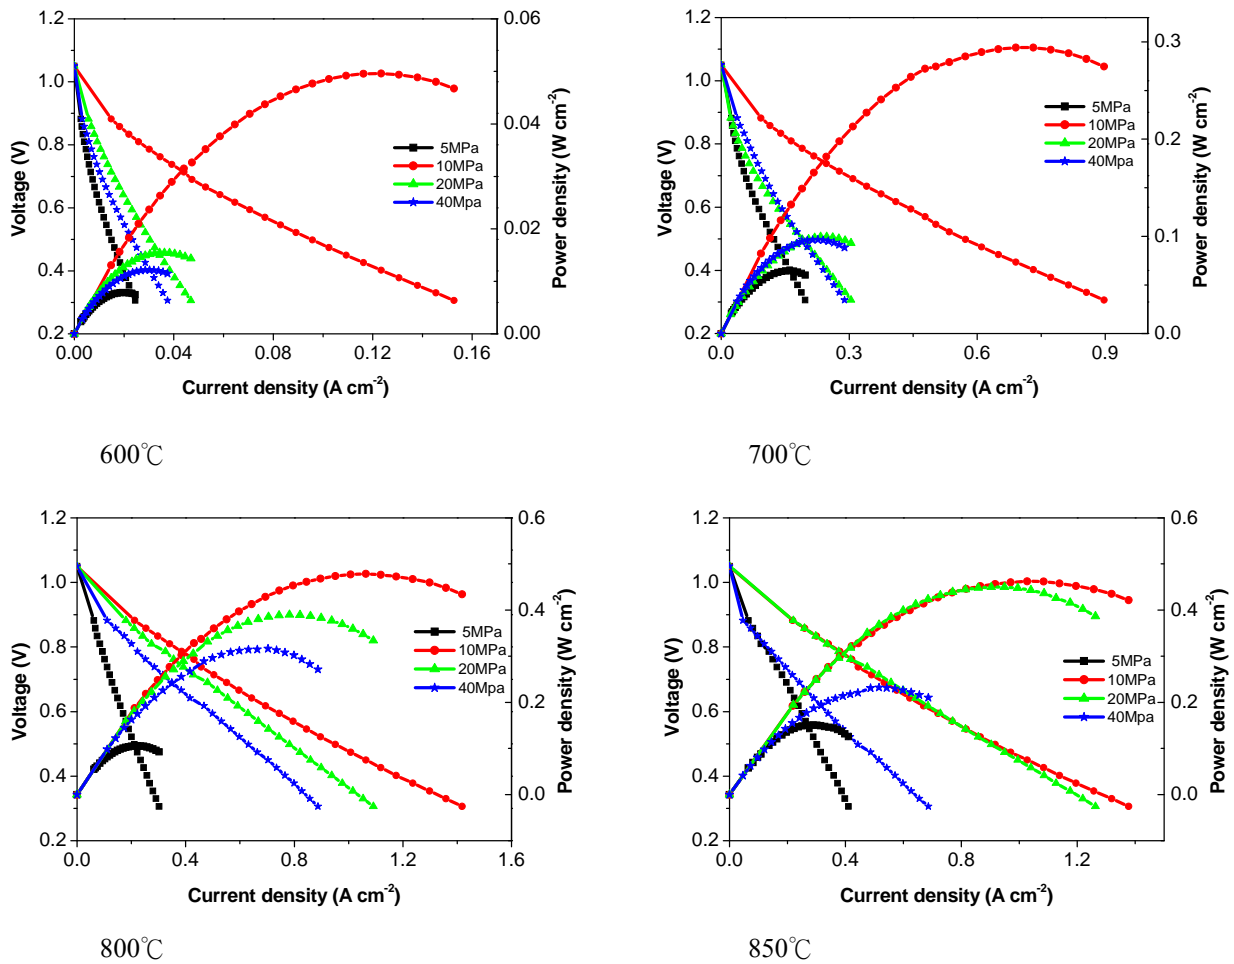 1.2
1.0
0.8
0.6
0.4
0.2
Voltage (V)
0.06
0.04
0.02
0.00
Power density (W cm-2)
5MPa
10MPa
20MPa
40Mpa
0.00 0.04 0.08 0.12 0.16
Current density (A cm-2)
600℃
1.2
1.0
0.8
0.6
0.4
0.2
Voltage (V)
0.3
0.2
0.1
0.0
Power density (W cm-2)
5MPa
10MPa
20MPa
40MPa
0.0 0.3 0.6 0.9
Current density (A cm-2)
700℃
1.2
1.0
0.8
0.6
0.4
0.2
Voltage (V)
0.6
0.4
0.2
0.0
Power density (W cm-2)
5MPa
10MPa
20MPa
40Mpa
0.0 0.4 0.8 1.2 1.6
Current density (A cm-2)
800℃
1.2
1.0
0.8
0.6
0.4
0.2
Voltage (V)
0.6
0.4
0.2
0.0
Power density (W cm-2)
5MPa
10MPa
20MPa
40Mpa
0.0 0.4 0.8 1.2
Current density (A cm-2)
850℃